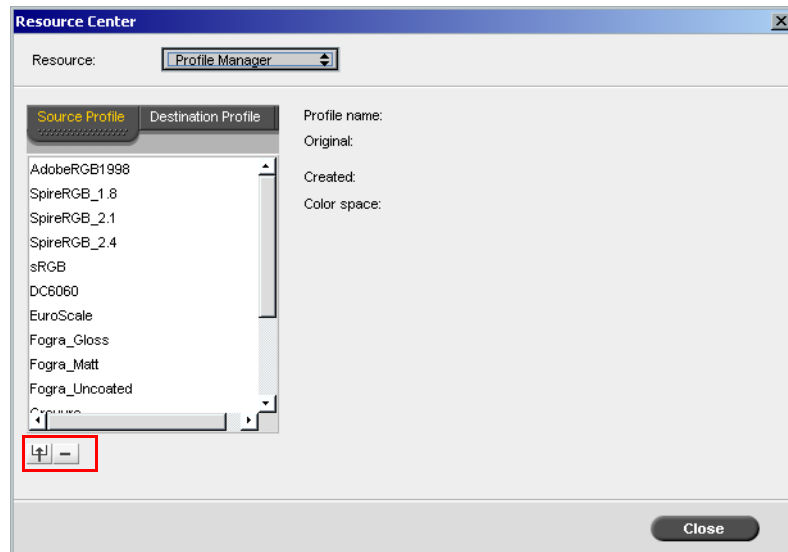 Resource Center
Resource: Profile Manager
Source Profile Destination Profile
Profile name:
Original:
Created:
Color space:
AdobeRGB1998
SpireRGB_1.8
SpireRGB_2.1
SpireRGB_2.4
sRGB
DC6060
EuroScale
Fogra_Gloss
Fogra_Matt
Fogra_Uncoated
Close